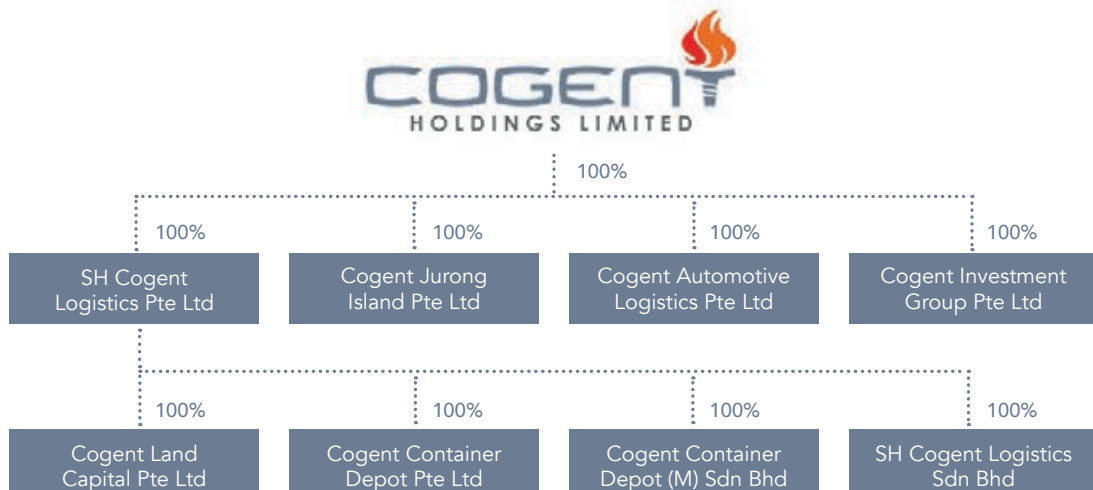 COGENT
HOLDINGS LIMITED
100%
100%
100%
100%
100%
SH Cogent
Logistics Pte Ltd
Cogent Jurong
Island Pte Ltd
Cogent Automotive
Logistics Pte Ltd
Cogent Investment
Group Pte Ltd
100%
100%
100%
100%
Cogent Land
Capital Pte Ltd
Cogent Container
Depot Pte Ltd
Cogent Container
Depot (M) Sdn Bhd
SH Cogent Logistics
Sdn Bhd